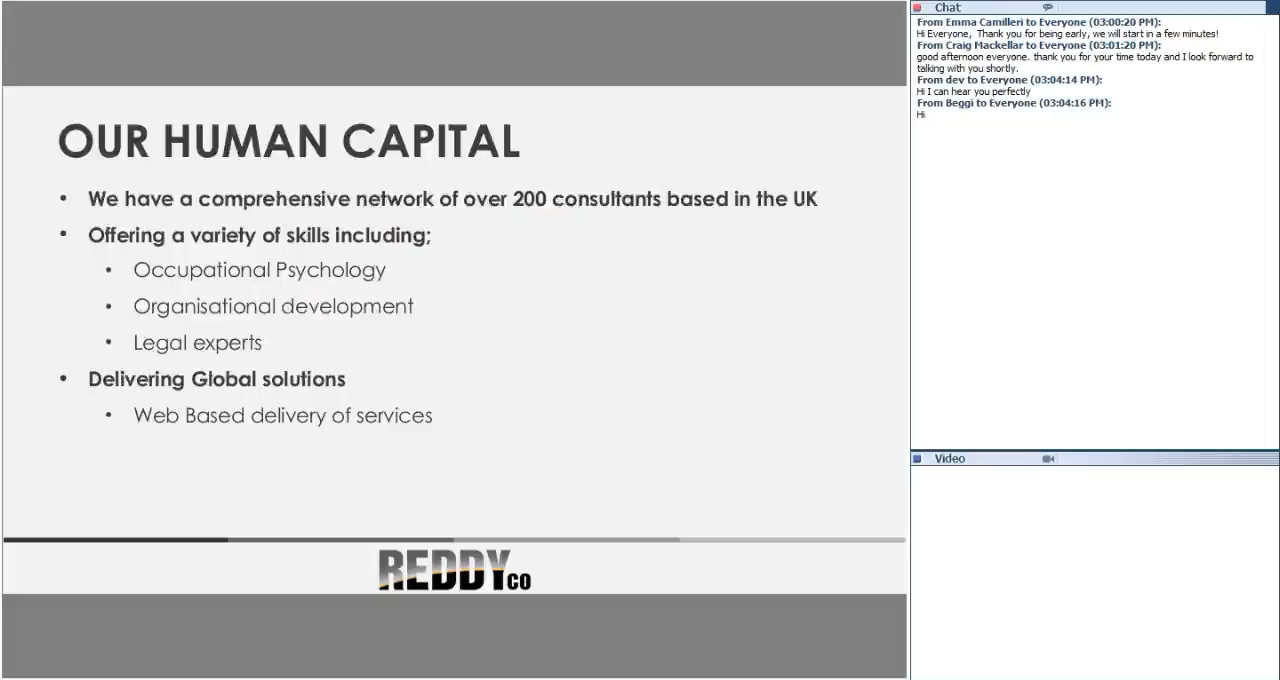 OUR HUMAN CAPITAL
• We have a comprehensive network of over 200 consultants based in the UK
• Offering a variety of skills including;
• Occupational Psychology
• Organisational development
• Legal experts
• Delivering Global solutions
• Web Based delivery of services
REDDYCO
Chat
From Emma Camilleri to Everyone (03:00:20 PM):
Hi Everyone, Thank you for being early, we will start in a few minutes!
From Craig Mackellar to Everyone (03:01:20 PM):
good afternoon everyone. thank you for your time today and I look forward to
talking with you shortly.
From dev to Everyone (03:04:14 PM):
Hi I can hear you perfectly
From Beggi to Everyone (03:04:16 PM):
Hi
Video